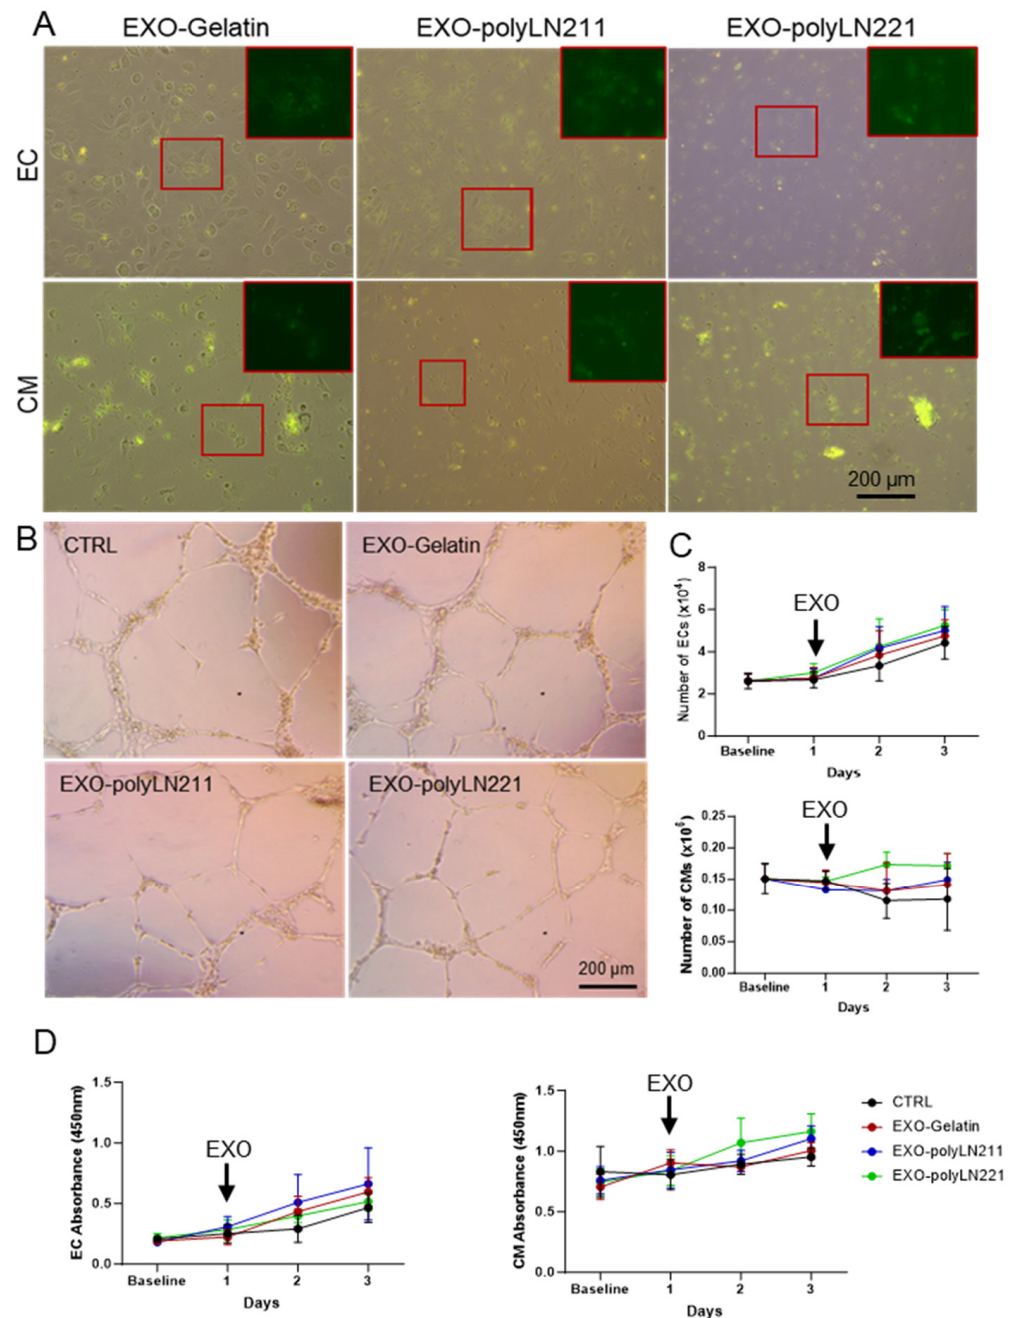 A
EXO-Gelatin
EXO-polyLN211
EXO-polyLN221
EC
CM
200 µm
B
CTRL
EXO-Gelatin
EXO-polyLN211
EXO-polyLN221
200 µm
C
Number of ECs (x10⁴)
8
6
4
2
0
EXO
Baseline
1
2
3
Days
Number of CMs (x10⁶)
0.25
0.20
0.15
0.10
0.05
0.00
EXO
Baseline
1
2
3
Days
D
EC Absorbance (450nm)
1.5
1.0
0.5
0.0
EXO
Baseline
1
2
3
Days
CM Absorbance (450nm)
1.5
1.0
0.5
0.0
EXO
Baseline
1
2
3
Days
CTRL
EXO-Gelatin
EXO-polyLN211
EXO-polyLN221